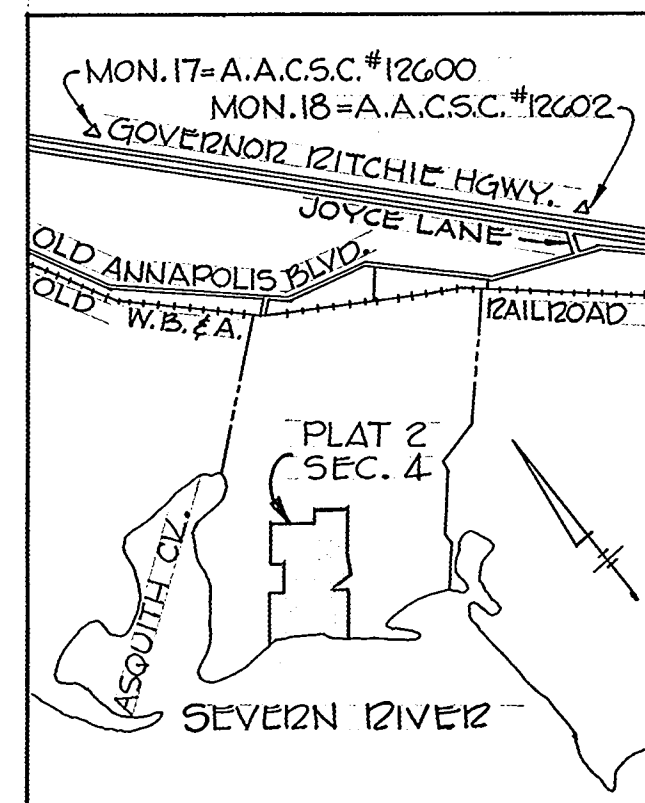 MON. 17 = A.A.C.S.C. #12600
MON. 18 = A.A.C.S.C. #12602
GOVERNOR RITCHIE HGWY.
JOYCE LANE
OLD ANNAPOLIS BLVD.
OLD W.B. & A. RAILROAD
PLAT 2
SEC. 4
ASQUITH CK.
SEVERN RIVER